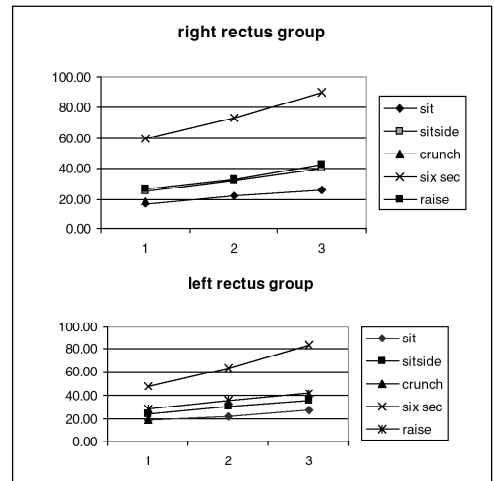 right rectus group
100.00
80.00
60.00
40.00
20.00
0.00
1 2 3
sit
sitside
crunch
six sec
raise
left rectus group
100.00
80.00
60.00
40.00
20.00
0.00
1 2 3
sit
sitside
crunch
six sec
raise